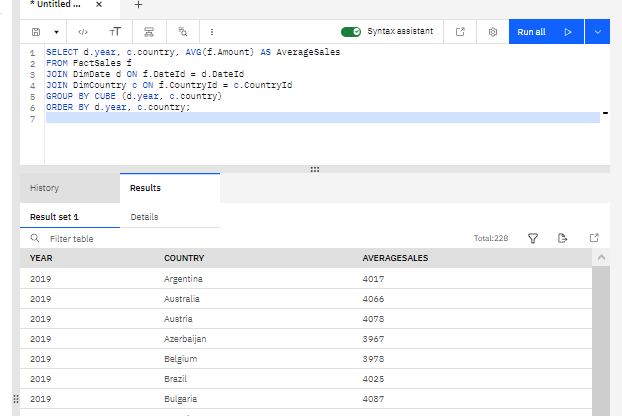 * Untitled ... × +
</> TT Syntax assistant Run all
1 SELECT d.year, c.country, AVG(f.Amount) AS AverageSales
2 FROM FactSales f
3 JOIN DimDate d ON f.DateId = d.DateId
4 JOIN DimCountry c ON f.CountryId = c.CountryId
5 GROUP BY CUBE (d.year, c.country)
6 ORDER BY d.year, c.country;
7
History Results
Result set 1 Details
Filter table Total:228
YEAR COUNTRY AVERAGESALES
2019 Argentina 4017
2019 Australia 4066
2019 Austria 4078
2019 Azerbaijan 3967
2019 Belgium 3978
2019 Brazil 4025
2019 Bulgaria 4087